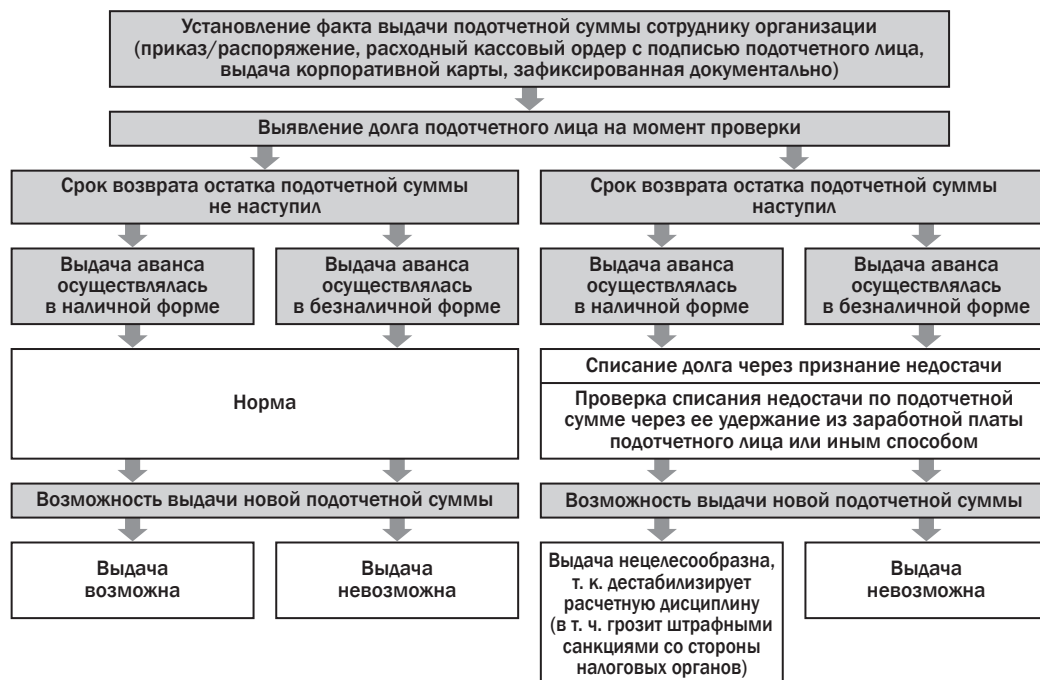 Установление факта выдачи подотчетной суммы сотруднику организации
(приказ/распоряжение, расходный кассовый ордер с подписью подотчетного лица,
выдача корпоративной карты, зафиксированная документально)
Выявление долга подотчетного лица на момент проверки
Срок возврата остатка подотчетной суммы
не наступил
Срок возврата остатка подотчетной суммы
наступил
Выдача аванса
осуществлялась
в наличной форме
Выдача аванса
осуществлялась
в безналичной форме
Выдача аванса
осуществлялась
в наличной форме
Выдача аванса
осуществлялась
в безналичной форме
Норма
Списание долга через признание недостачи
Проверка списания недостачи по подотчетной
сумме через ее удержание из заработной платы
подотчетного лица или иным способом
Возможность выдачи новой подотчетной суммы
Возможность выдачи новой подотчетной суммы
Выдача
возможна
Выдача
невозможна
Выдача нецелесообразна,
т. к. дестабилизирует
расчетную дисциплину
(в т. ч. грозит штрафными
санкциями со стороны
налоговых органов)
Выдача
невозможна